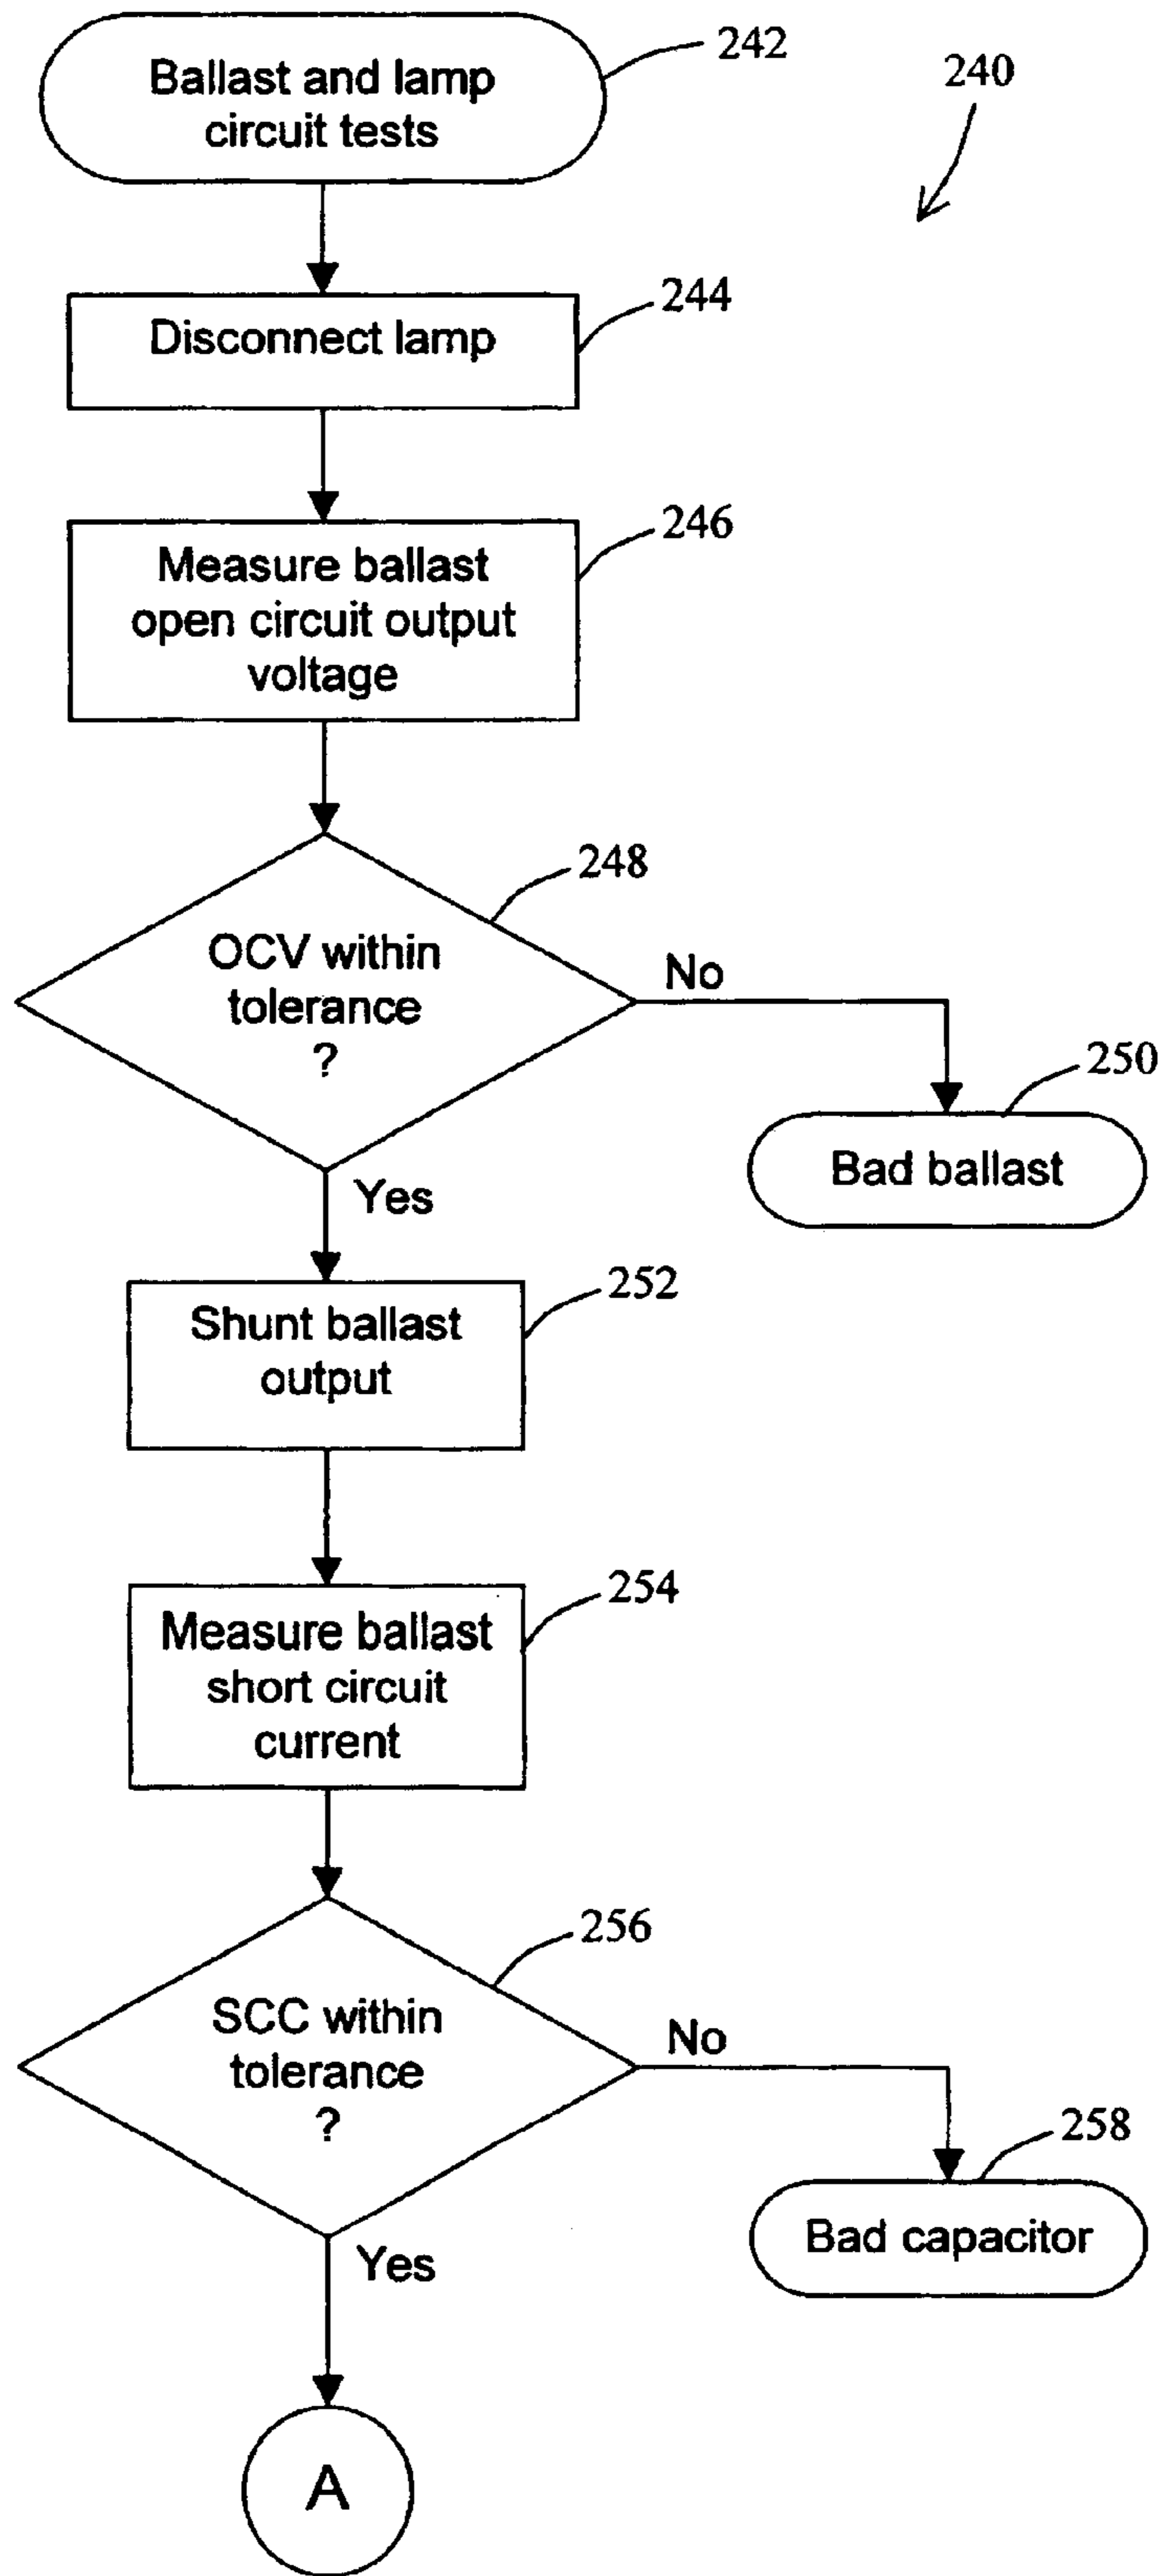 242
Ballast and lamp
circuit tests
240
244
Disconnect lamp
246
Measure ballast
open circuit output
voltage
248
OCV within
tolerance
?
No
250
Bad ballast
Yes
252
Shunt ballast
output
254
Measure ballast
short circuit
current
256
SCC within
tolerance
?
No
258
Bad capacitor
Yes
A